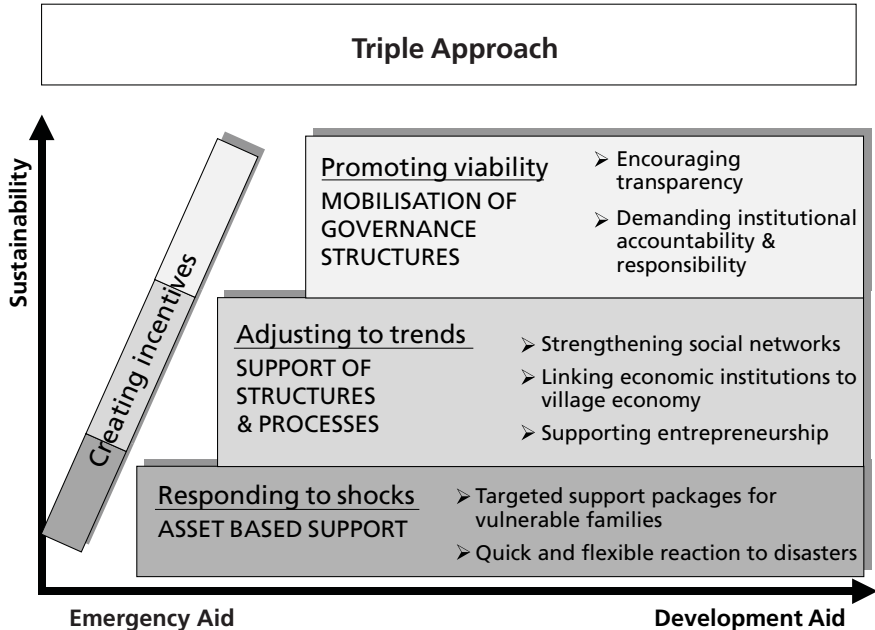 Triple Approach
Sustainability
Creating incentives
Promoting viability
MOBILISATION OF
GOVERNANCE
STRUCTURES
➢ Encouraging
transparency
➢ Demanding institutional
accountability &
responsibility
Adjusting to trends
SUPPORT OF
STRUCTURES
& PROCESSES
➢ Strengthening social networks
➢ Linking economic institutions to
village economy
➢ Supporting entrepreneurship
Responding to shocks
ASSET BASED SUPPORT
➢ Targeted support packages for
vulnerable families
➢ Quick and flexible reaction to disasters
Emergency Aid
Development Aid